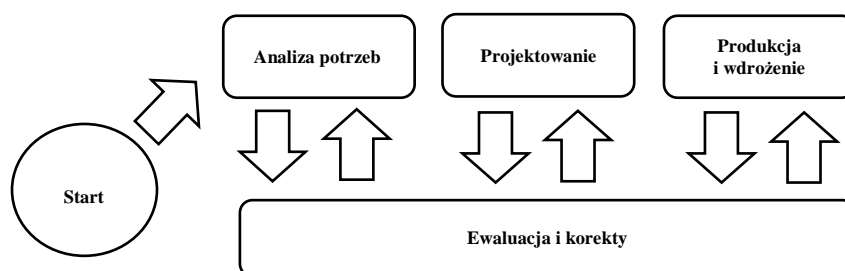 Analiza potrzeb
Projektowanie
Produkcja
i wdrożenie
Start
Ewaluacja i korekty